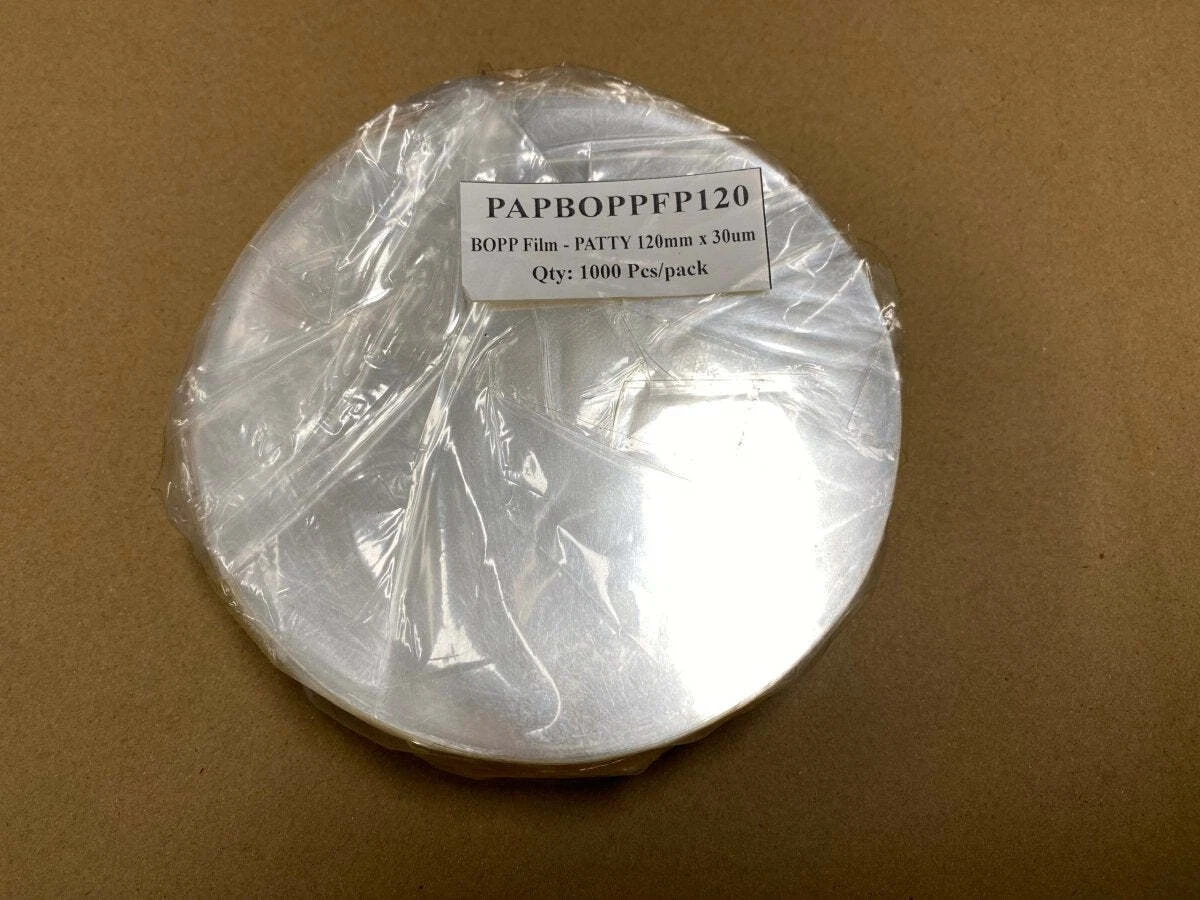 PAPBOPPFP120
BOPP Film - PATTY 120mm x 30um
Qty: 1000 Pcs/pack